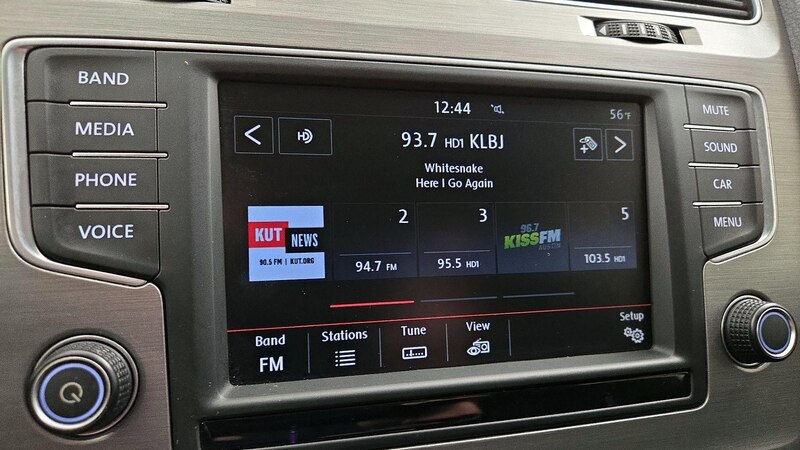 BAND
MEDIA
PHONE
VOICE
12:44
56°F
HD
93.7 HD1 KLBJ
Whitesnake
Here I Go Again
KUT NEWS
90.5 FM | KUT.ORG
2
94.7 FM
3
95.5 HD1
96.7
KISSFM
AUSTIN
5
103.5 HD1
Band
FM
Stations
Tune
View
Setup
MUTE
SOUND
CAR
MENU